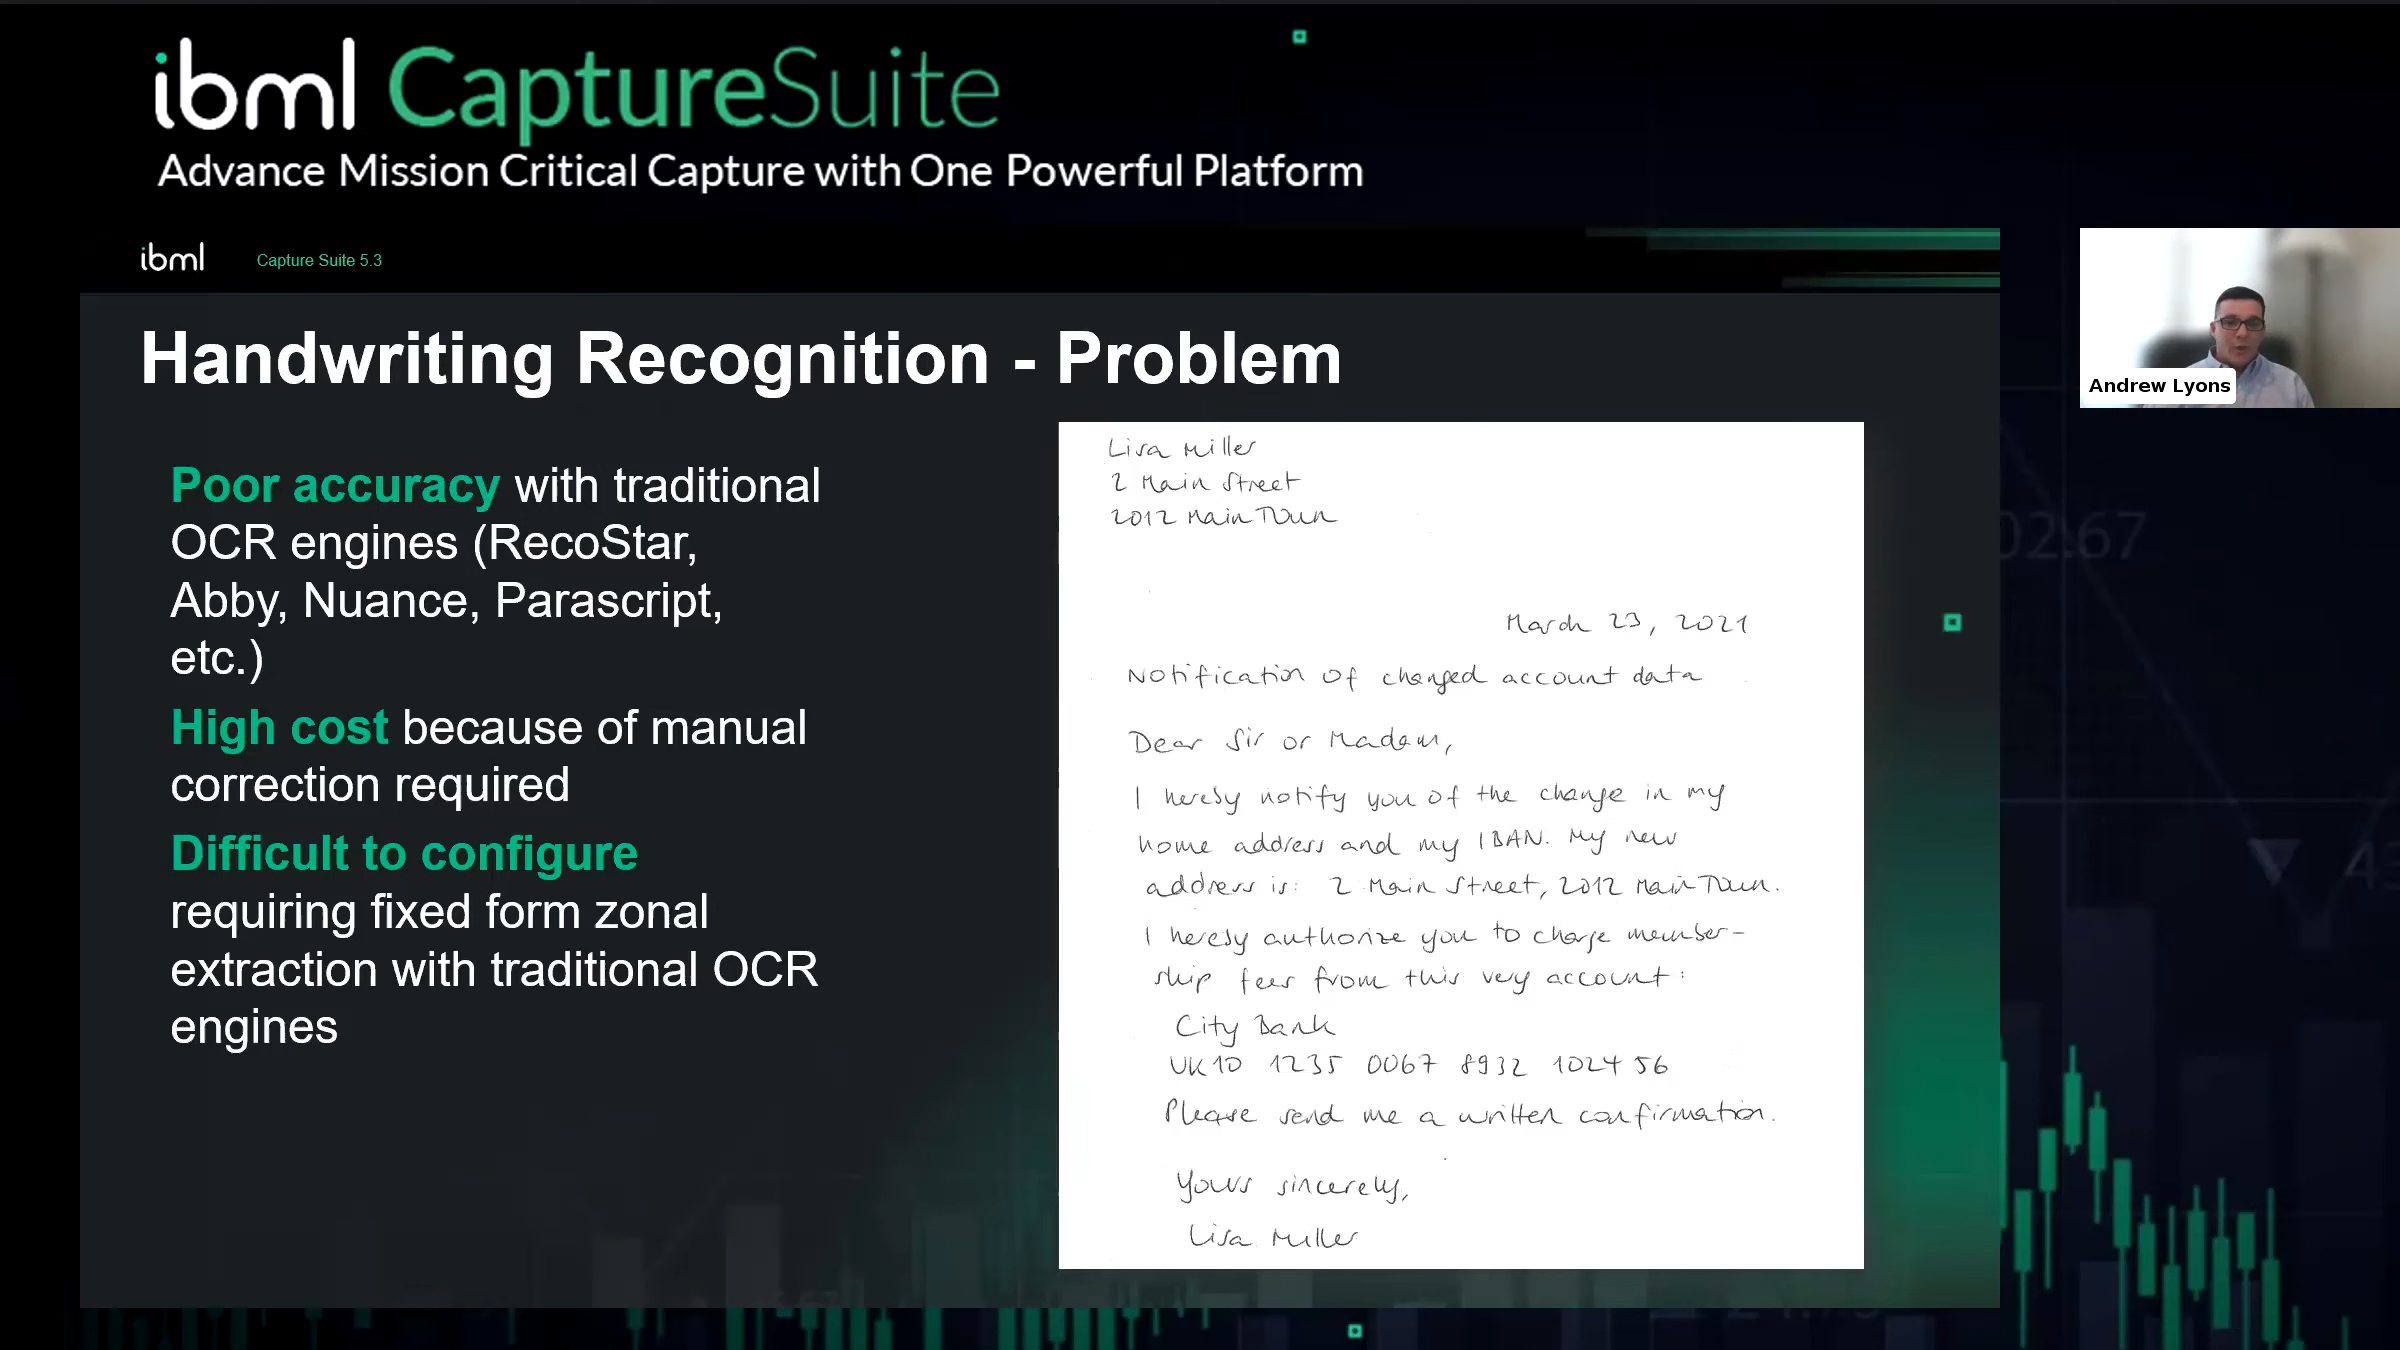 ibml CaptureSuite
Advance Mission Critical Capture with One Powerful Platform
ibml Capture Suite 5.3
Handwriting Recognition - Problem
Poor accuracy with traditional
OCR engines (RecoStar,
Abby, Nuance, Parascript,
etc.)
High cost because of manual
correction required
Difficult to configure
requiring fixed form zonal
extraction with traditional OCR
engines
Lisa Miller
2 Main Street
2012 Main Town
March 23, 2021
Notification of changed account data
Dear Sir or Madam,
I hereby notify you of the change in my
home address and my IBAN. My new
address is: 2 Main Street, 2012 Main Town.
I hereby authorize you to charge member-
ship fees from this very account:
City Bank
UK10 1235 0067 8932 1024 56
Please send me a written confirmation.
Yours sincerely,
Lisa Miller
Andrew Lyons
02.67